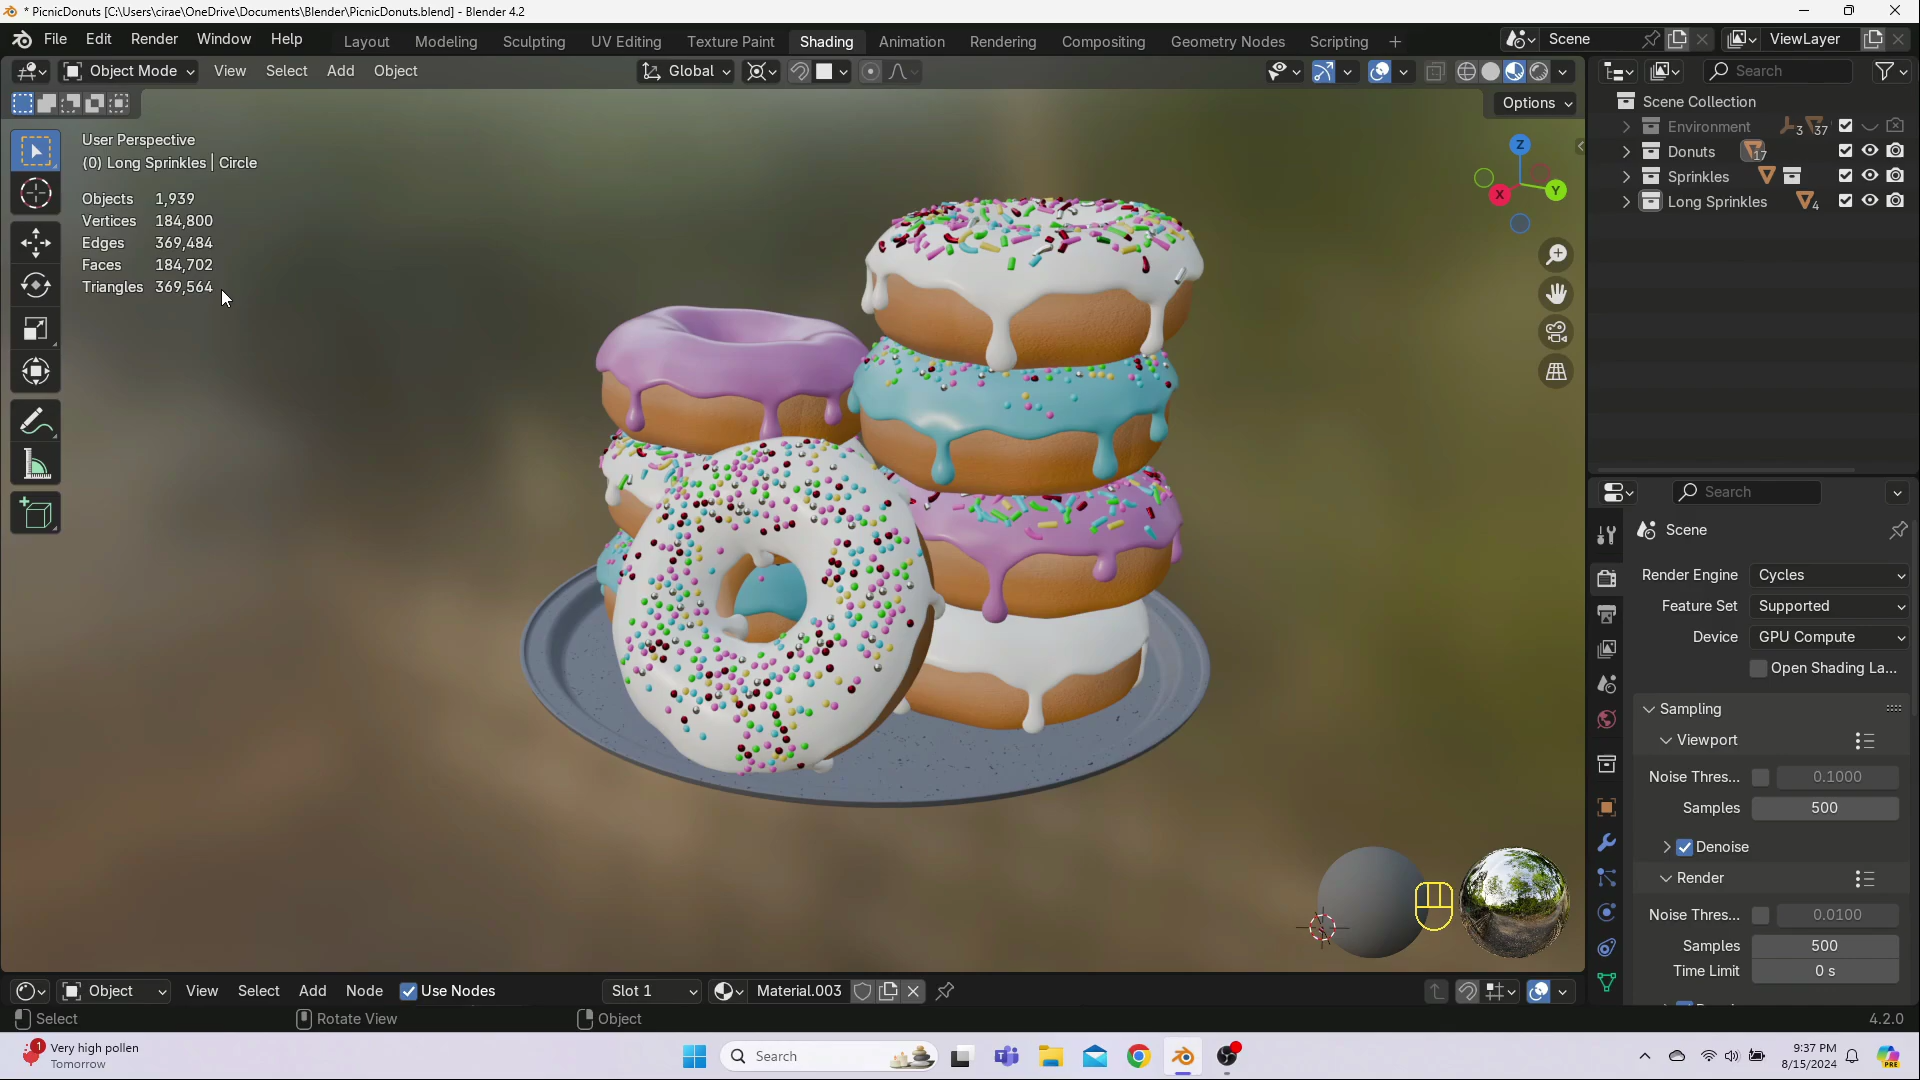 * PicnicDonuts [C:\Users\cirae\OneDrive\Documents\Blender\PicnicDonuts.blend] - Blender 4.2
File Edit Render Window Help
Layout Modeling Sculpting UV Editing Texture Paint Shading Animation Rendering Compositing Geometry Nodes Scripting +
Scene
ViewLayer
Object Mode View Select Add Object
Global
Search
Options
User Perspective
(0) Long Sprinkles | Circle
Objects 1,939
Vertices 184,800
Edges 369,484
Faces 184,702
Triangles 369,564
Z
X
Y
Scene Collection
Environment 3 37
Donuts 17
Sprinkles
Long Sprinkles 4
Search
Scene
Render Engine Cycles
Feature Set Supported
Device GPU Compute
Open Shading La...
Sampling
Viewport
Noise Thres... 0.1000
Samples 500
Denoise
Render
Noise Thres... 0.0100
Samples 500
Time Limit 0 s
Object View Select Add Node Use Nodes
Slot 1
Material.003
Select
Rotate View
Object
4.2.0
1
Very high pollen
Tomorrow
Search
9:37 PM
8/15/2024
PRE